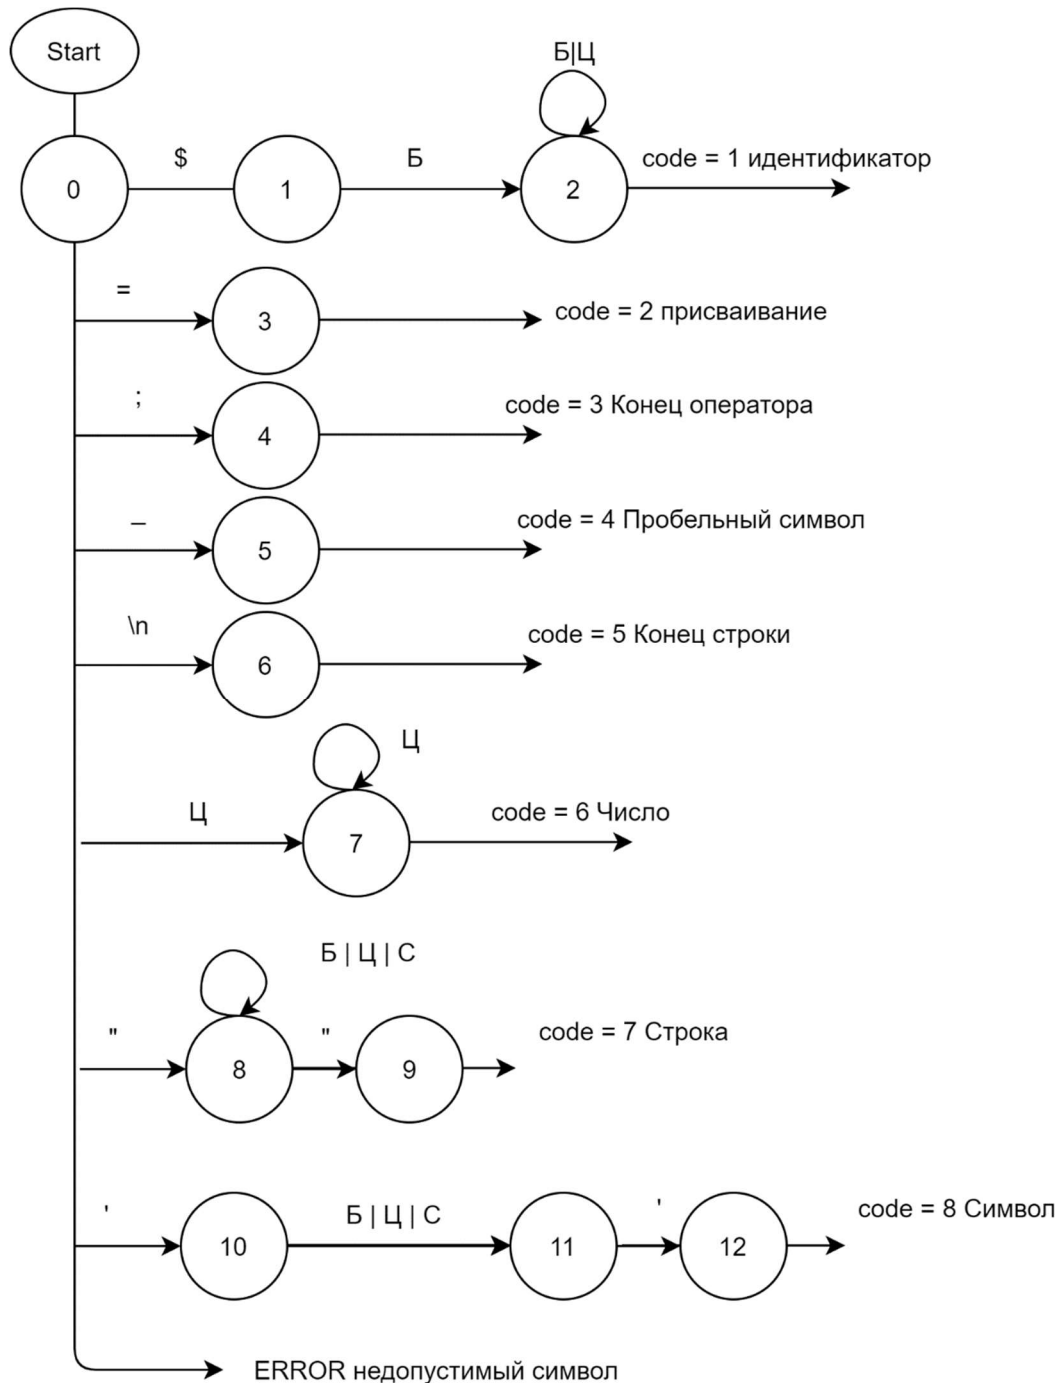 Start
Б|Ц
0
$
1
Б
2
code = 1 идентификатор
=
3
code = 2 присваивание
;
4
code = 3 Конец оператора
_
5
code = 4 Пробельный символ
\n
6
code = 5 Конец строки
Ц
Ц
7
code = 6 Число
Б | Ц | С
"
8
"
9
code = 7 Строка
'
10
Б | Ц | С
11
'
12
code = 8 Символ
ERROR недопустимый символ